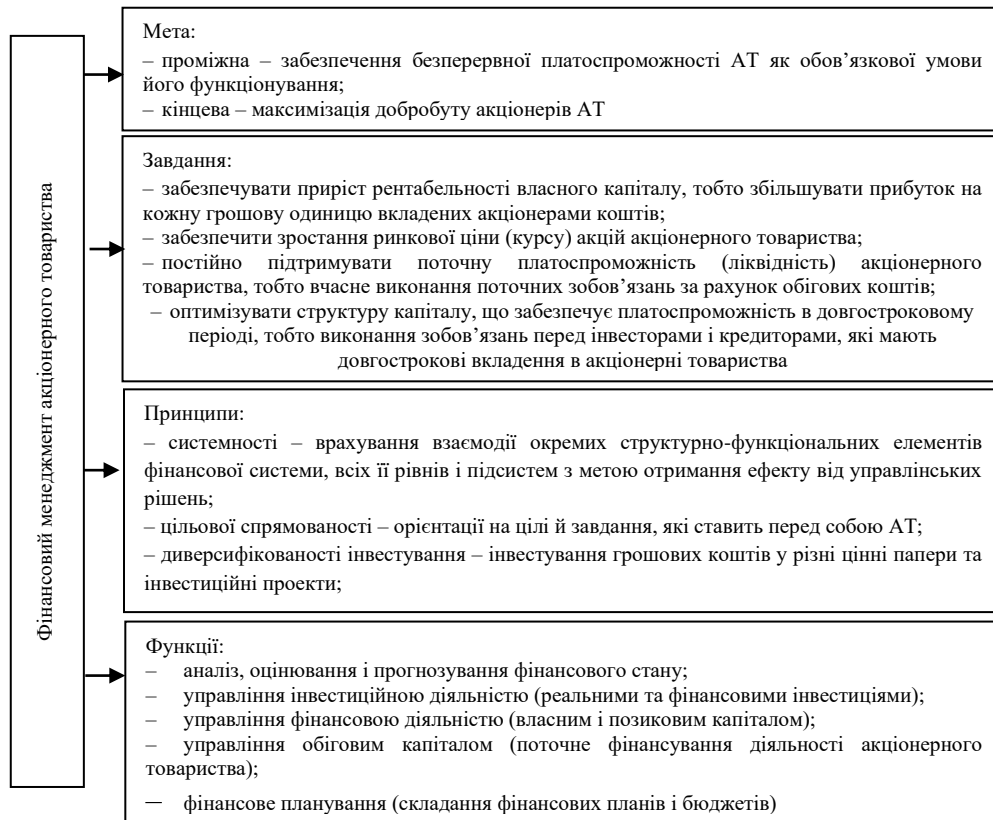 Фінансовий менеджмент акціонерного товариства
Мета:
– проміжна – забезпечення безперервної платоспроможності АТ як обов’язкової умови
його функціонування;
– кінцева – максимізація добробуту акціонерів АТ
Завдання:
– забезпечувати приріст рентабельності власного капіталу, тобто збільшувати прибуток на
кожну грошову одиницю вкладених акціонерами коштів;
– забезпечити зростання ринкової ціни (курсу) акцій акціонерного товариства;
– постійно підтримувати поточну платоспроможність (ліквідність) акціонерного
товариства, тобто вчасне виконання поточних зобов’язань за рахунок обігових коштів;
– оптимізувати структуру капіталу, що забезпечує платоспроможність в довгостроковому
періоді, тобто виконання зобов’язань перед інвесторами і кредиторами, які мають
довгострокові вкладення в акціонерні товариства
Принципи:
– системності – врахування взаємодії окремих структурно-функціональних елементів
фінансової системи, всіх її рівнів і підсистем з метою отримання ефекту від управлінських
рішень;
– цільової спрямованості – орієнтації на цілі й завдання, які ставить перед собою АТ;
– диверсифікованості інвестування – інвестування грошових коштів у різні цінні папери та
інвестиційні проекти;
Функції:
– аналіз, оцінювання і прогнозування фінансового стану;
– управління інвестиційною діяльністю (реальними та фінансовими інвестиціями);
– управління фінансовою діяльністю (власним і позиковим капіталом);
– управління обіговим капіталом (поточне фінансування діяльності акціонерного
товариства);
– фінансове планування (складання фінансових планів і бюджетів)